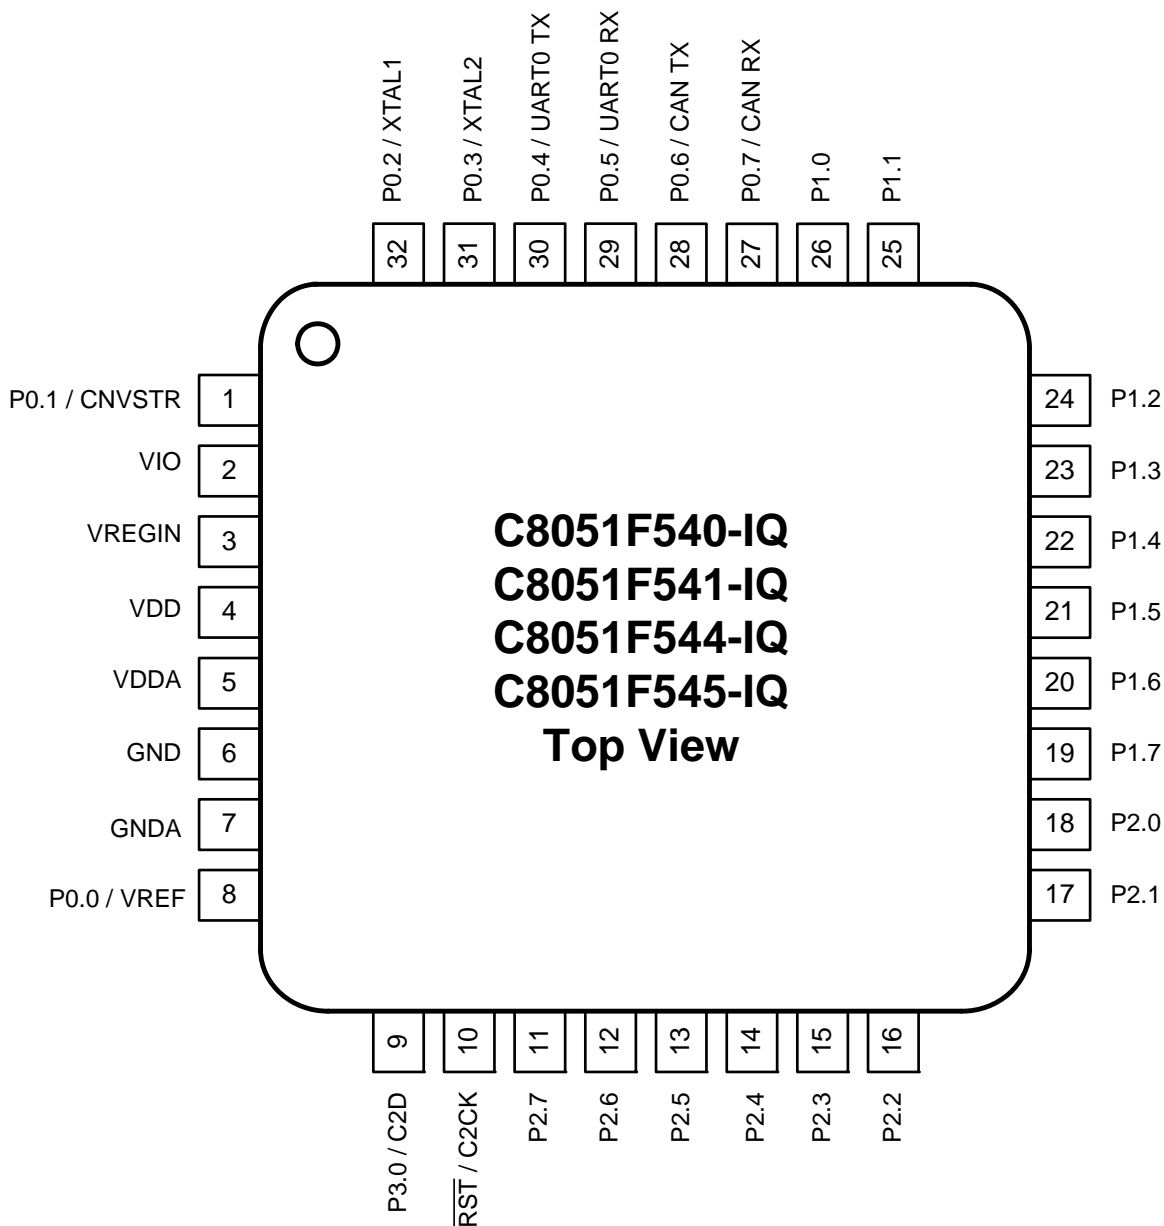 P0.2 / XTAL1
P0.3 / XTAL2
P0.4 / UART0 TX
P0.5 / UART0 RX
P0.6 / CAN TX
P0.7 / CAN RX
P1.0
P1.1
32
31
30
29
28
27
26
25
P0.1 / CNVSTR
1
VIO
2
VREGIN
3
VDD
4
VDDA
5
GND
6
GNDA
7
P0.0 / VREF
8
C8051F540-IQ
C8051F541-IQ
C8051F544-IQ
C8051F545-IQ
Top View
24
P1.2
23
P1.3
22
P1.4
21
P1.5
20
P1.6
19
P1.7
18
P2.0
17
P2.1
9
10
11
12
13
14
15
16
P3.0 / C2D
R̅S̅T̅ / C2CK
P2.7
P2.6
P2.5
P2.4
P2.3
P2.2